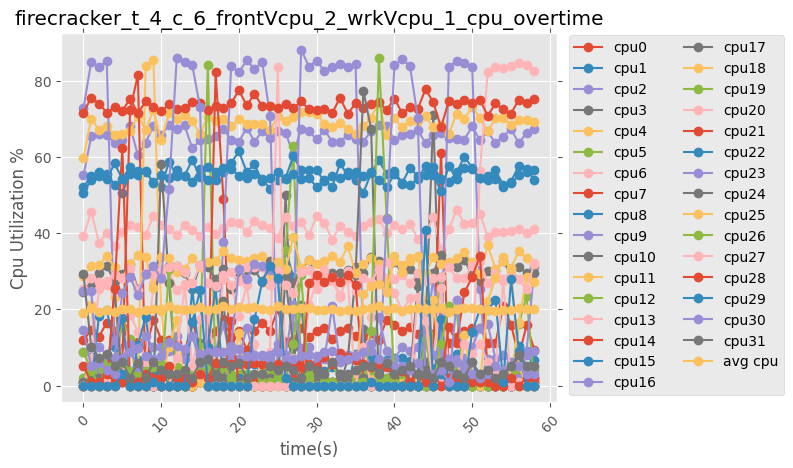 firecracker_t_4_c_6_frontVcpu_2_wrkVcpu_1_cpu_overtime
Cpu Utilization %
80
60
40
20
0
0
10
20
30
40
50
60
time(s)
cpu0
cpu1
cpu2
cpu3
cpu4
cpu5
cpu6
cpu7
cpu8
cpu9
cpu10
cpu11
cpu12
cpu13
cpu14
cpu15
cpu16
cpu17
cpu18
cpu19
cpu20
cpu21
cpu22
cpu23
cpu24
cpu25
cpu26
cpu27
cpu28
cpu29
cpu30
cpu31
avg cpu